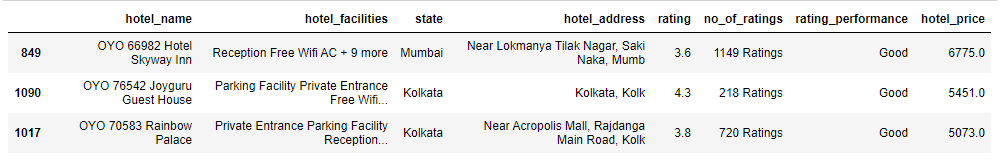 hotel_name hotel_facilities state hotel_address rating no_of_ratings rating_performance hotel_price
849 OYO 66982 Hotel Skyway Inn Reception Free Wifi AC + 9 more Mumbai Near Lokmanya Tilak Nagar, Saki Naka, Mumb 3.6 1149 Ratings Good 6775.0
1090 OYO 76542 Joyguru Guest House Parking Facility Private Entrance Free Wifi... Kolkata Kolkata, Kolk 4.3 218 Ratings Good 5451.0
1017 OYO 70583 Rainbow Palace Private Entrance Parking Facility Reception... Kolkata Near Acropolis Mall, Rajdanga Main Road, Kolk 3.8 720 Ratings Good 5073.0